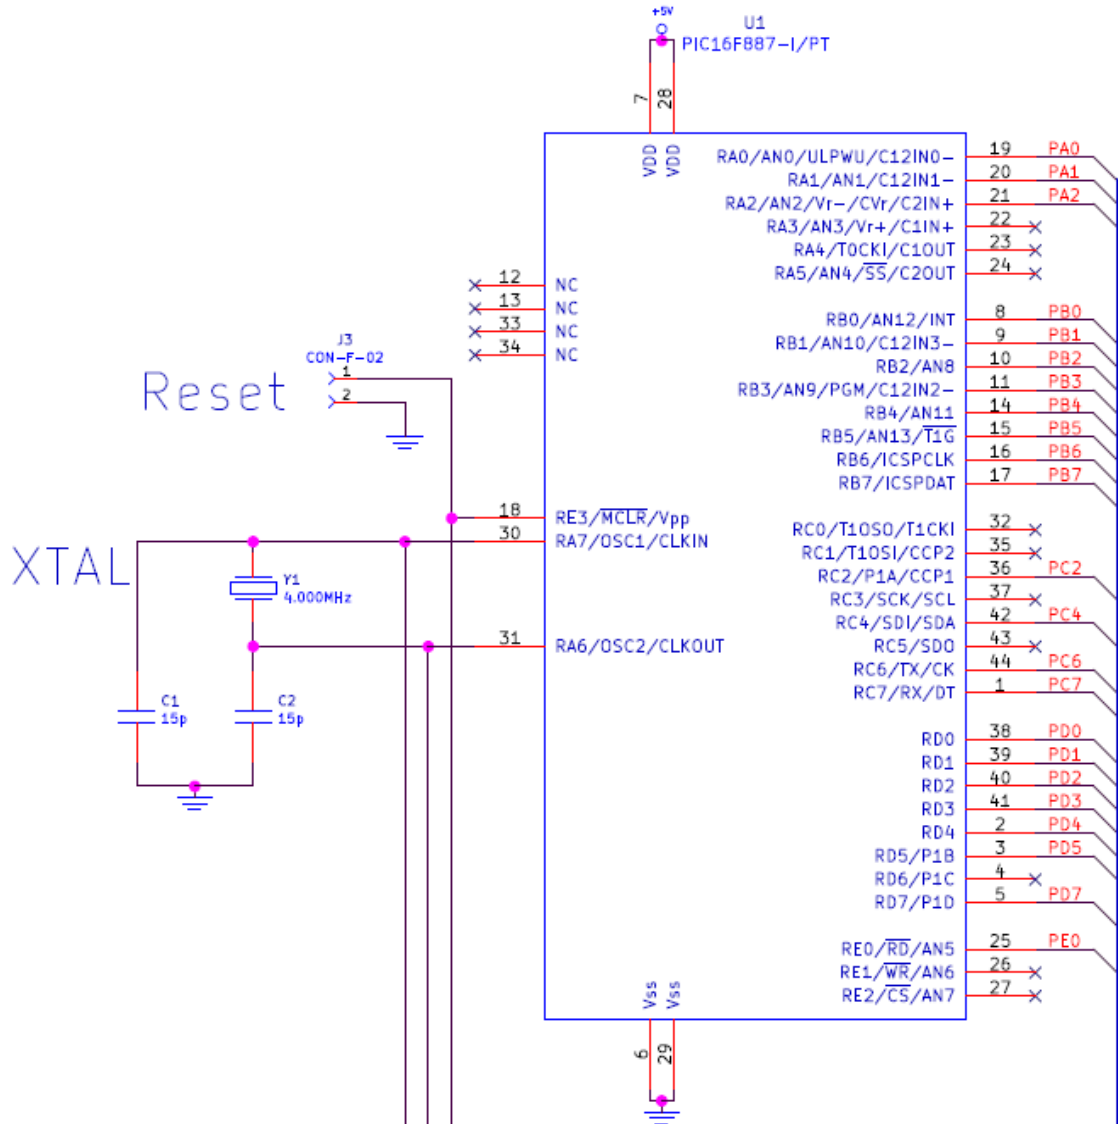 +5V
U1
PIC16F887-I/PT
7
28
VDD
VDD
12 NC
13 NC
33 NC
34 NC
J3
CON-F-02
1
2
Reset
18 RE3/MCLR/Vpp
30 RA7/OSC1/CLKIN
XTAL
Y1
4.000MHz
31 RA6/OSC2/CLKOUT
C1
15p
C2
15p
RA0/AN0/ULPWU/C12IN0- 19 PA0
RA1/AN1/C12IN1- 20 PA1
RA2/AN2/Vr-/CVr/C2IN+ 21 PA2
RA3/AN3/Vr+/C1IN+ 22
RA4/T0CKI/C1OUT 23
RA5/AN4/SS/C2OUT 24
RB0/AN12/INT 8 PB0
RB1/AN10/C12IN3- 9 PB1
RB2/AN8 10 PB2
RB3/AN9/PGM/C12IN2- 11 PB3
RB4/AN11 14 PB4
RB5/AN13/T1G 15 PB5
RB6/ICSPCLK 16 PB6
RB7/ICSPDAT 17 PB7
RC0/T1OSO/T1CKI 32
RC1/T1OSI/CCP2 35
RC2/P1A/CCP1 36 PC2
RC3/SCK/SCL 37
RC4/SDI/SDA 42 PC4
RC5/SDO 43
RC6/TX/CK 44 PC6
RC7/RX/DT 1 PC7
RD0 38 PD0
RD1 39 PD1
RD2 40 PD2
RD3 41 PD3
RD4 2 PD4
RD5/P1B 3 PD5
RD6/P1C 4
RD7/P1D 5 PD7
RE0/RD/AN5 25 PE0
RE1/WR/AN6 26
RE2/CS/AN7 27
Vss
Vss
6
29